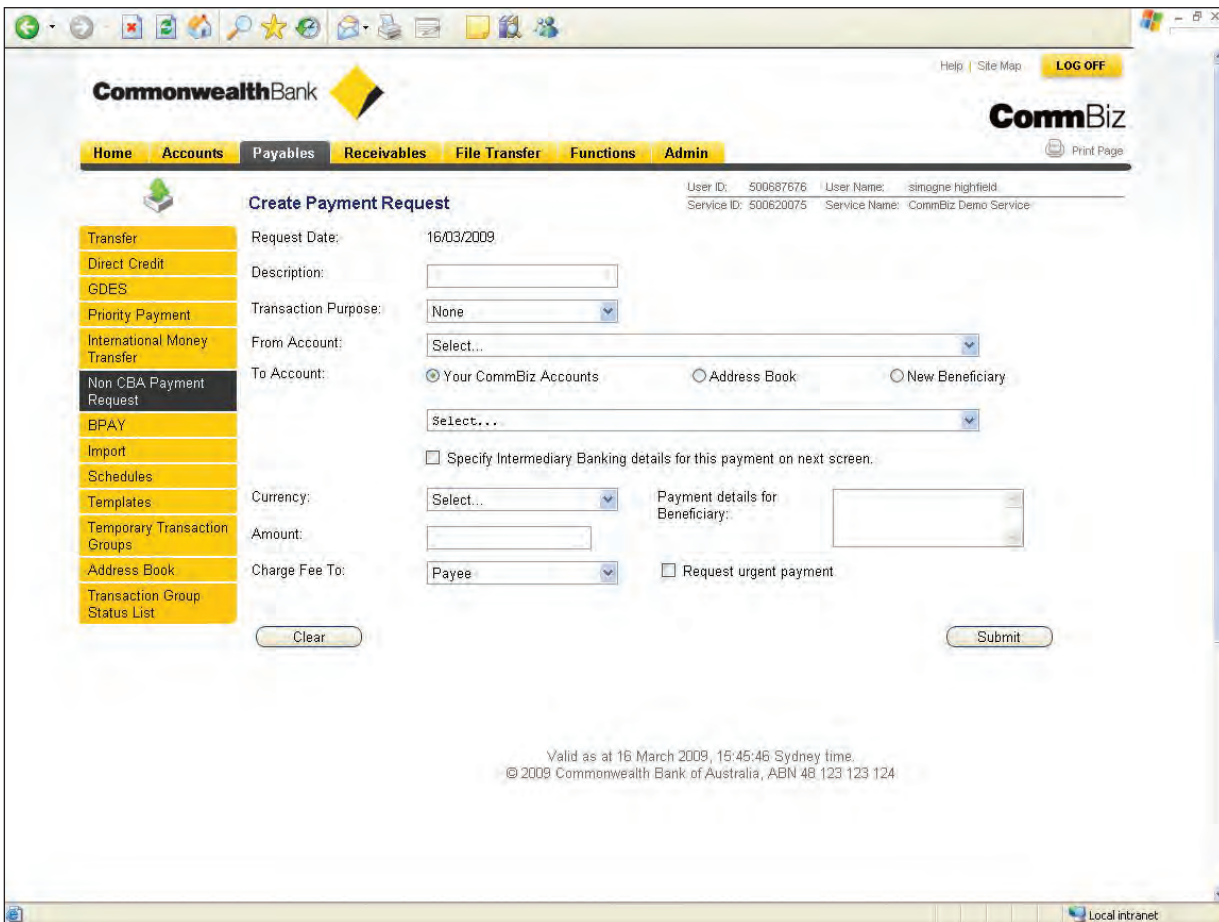 Help | Site Map LOG OFF
CommonwealthBank
CommBiz
Home Accounts Payables Receivables File Transfer Functions Admin
Print Page
User ID: 500687676 User Name: simogne highfield
Create Payment Request
Service ID: 500620075 Service Name: CommBiz Demo Service
Transfer
Direct Credit
GDES
Priority Payment
International Money
Transfer
Non CBA Payment
Request
BPAY
Import
Schedules
Templates
Temporary Transaction
Groups
Address Book
Transaction Group
Status List
Request Date: 16/03/2009
Description:
Transaction Purpose: None
From Account: Select...
To Account: Your CommBiz Accounts Address Book New Beneficiary
Select...
Specify Intermediary Banking details for this payment on next screen.
Currency: Select... Payment details for
Beneficiary:
Amount:
Charge Fee To: Payee Request urgent payment
Clear Submit
Valid as at 16 March 2009, 15:45:46 Sydney time.
© 2009 Commonwealth Bank of Australia, ABN 48 123 123 124
Local intranet